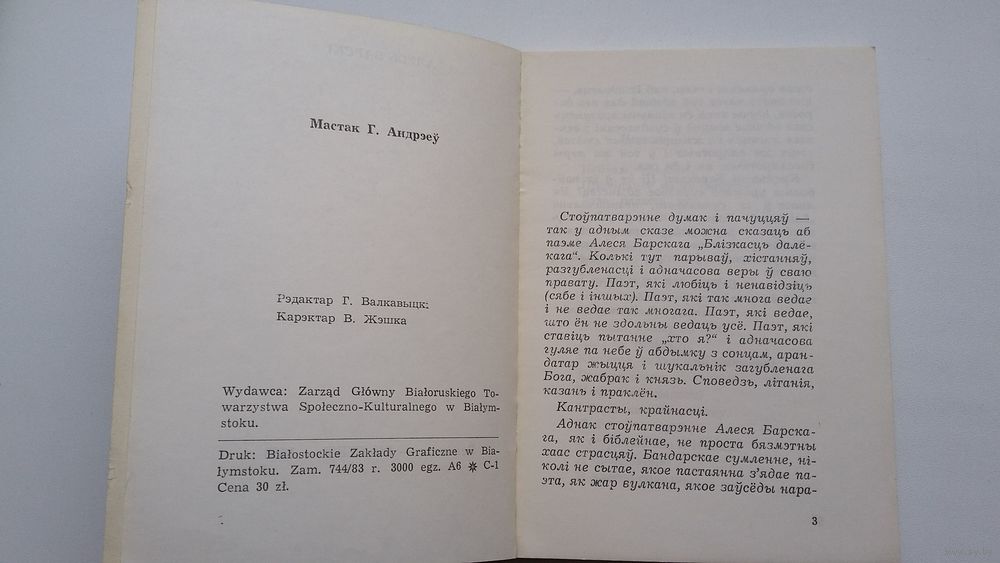 Мастак Г. Андрэеў
Рэдактар Г. Валкавыцк:
Карэктар В. Жэшка
Wydawca: Zarząd Główny Białoruskiego To-
warzystwa Społeczno-Kulturalnego w Białym-
stoku.
Druk: Białostockie Zakłady Graficzne w Bia-
łymstoku. Zam. 744/83 r. 3000 egz. A6 ✻ C-1
Cena 30 zł.
Стоўпатварэнне думак і пачуццяў —
так у адным сказе можна сказаць аб
паэме Алеся Барскага „Блізкасць далё-
кага“. Колькі тут парываў, хістанняў,
разгубленасці і адначасова веры ў сваю
правату. Паэт, які любіць і ненавідзіць
(сябе і іншых). Паэт, які так многа ведае
і не ведае так многага. Паэт, які ведае,
што ён не здольны ведаць усё. Паэт, які
ставіць пытанне „хто я?“ і адначасова
гуляе па небе ў абдымку з сонцам, аран-
датар жыцця і шукальнік загубленага
Бога, жабрак і князь. Споведзь, літанія,
казань і праклён.
Кантрасты, крайнасці.
Аднак стоўпатварэнне Алеся Барска-
га, як і біблейнае, не проста бязмэтны
хаас страсцяў. Бандарскае сумленне, ні-
колі не сытае, якое пастаянна з'ядае па-
эта, як жар вулкана, якое заўсёды нара-
3